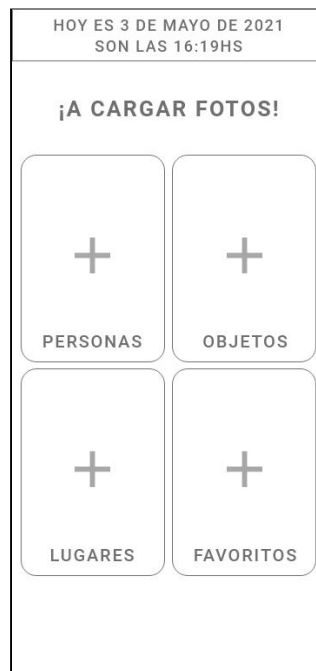 HOY ES 3 DE MAYO DE 2021
SON LAS 16:19HS
¡A CARGAR FOTOS!
PERSONAS
OBJETOS
LUGARES
FAVORITOS